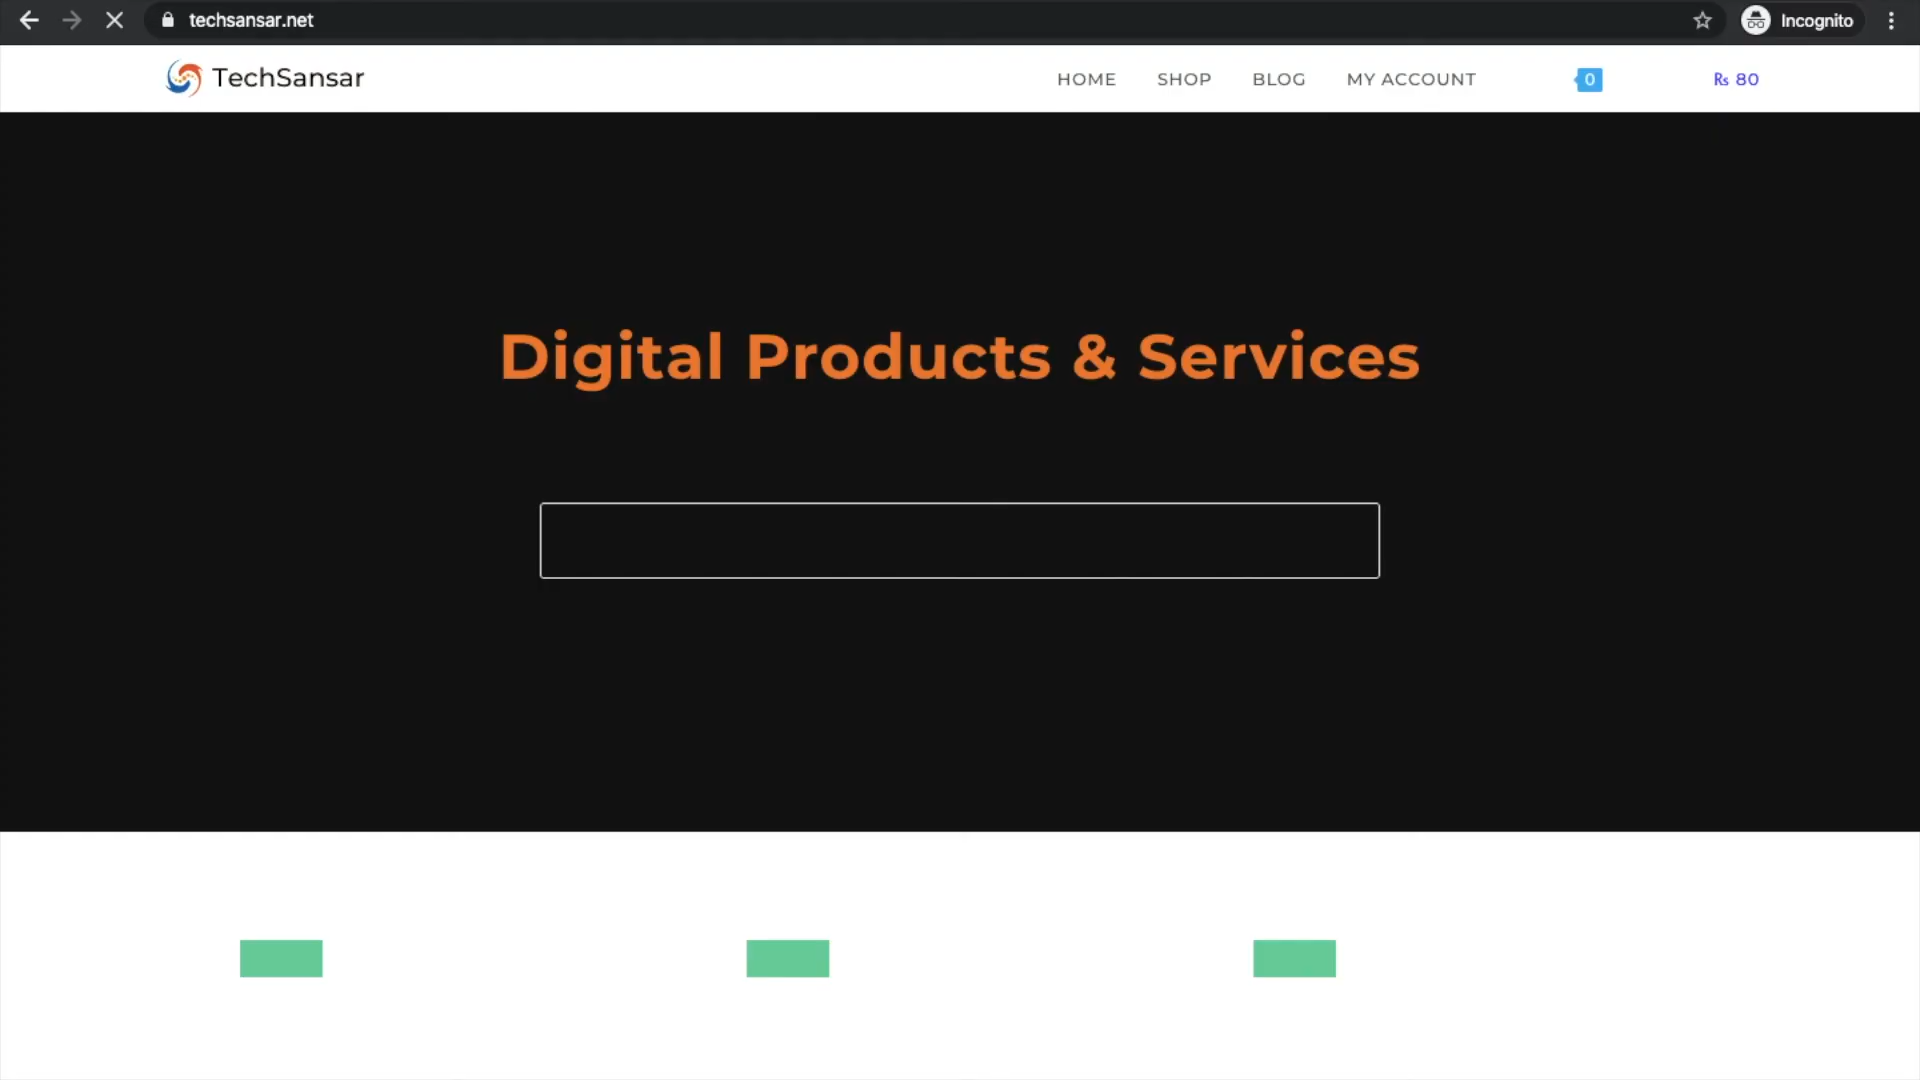 techsansar.net
Incognito
TechSansar
HOME
SHOP
BLOG
MY ACCOUNT
0
₨ 80
Digital Products & Services